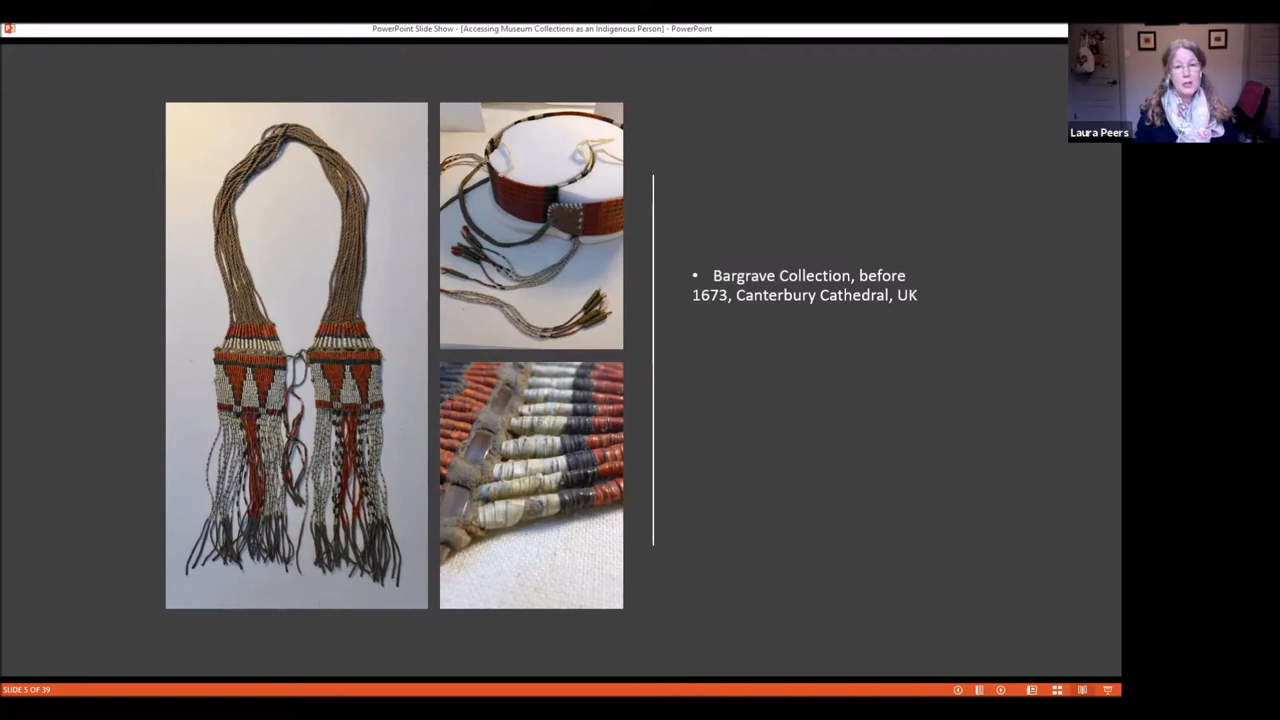 PowerPoint Slide Show - [Accessing Museum Collections as an Indigenous Person] - PowerPoint
Laura Peers
• Bargrave Collection, before
1673, Canterbury Cathedral, UK
SLIDE 5 OF 39